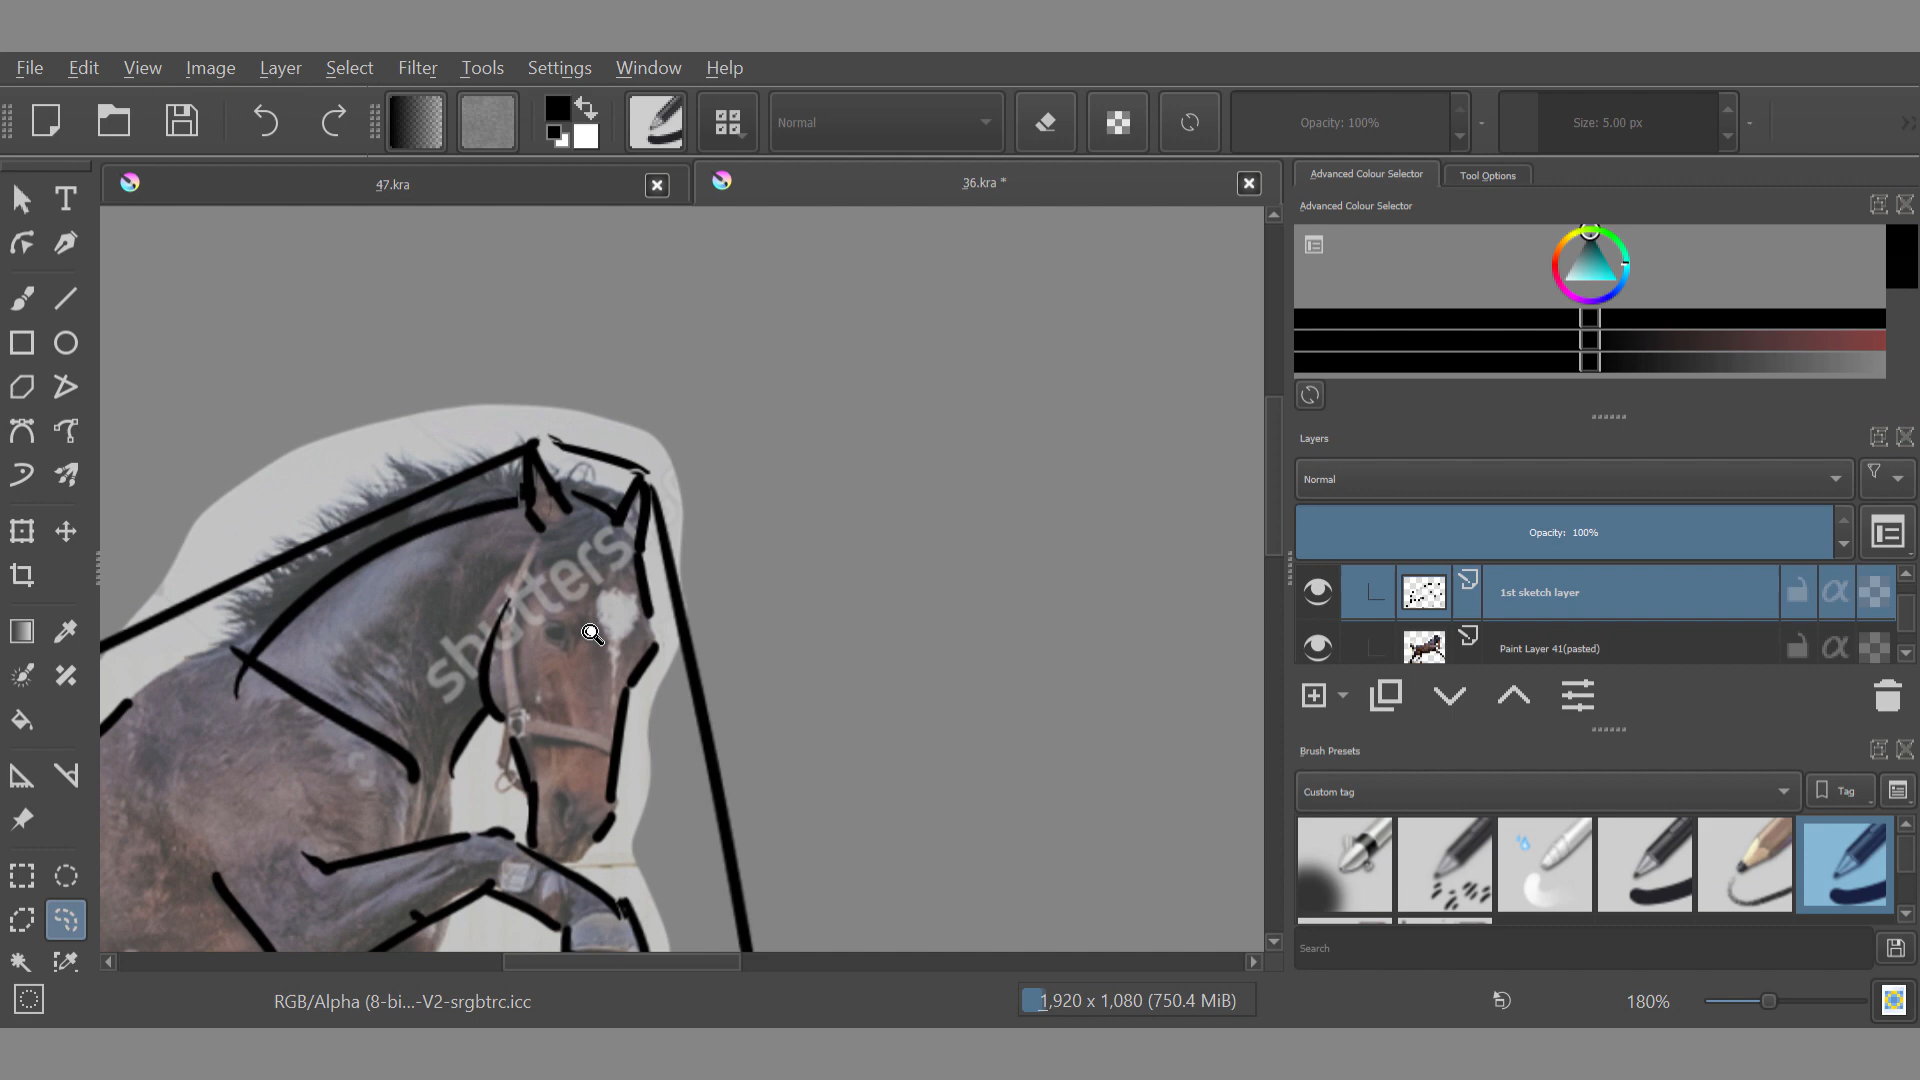 File Edit View Image Layer Select Filter Tools Settings Window Help
Normal
Opacity: 100%
Size: 5.00 px
47.kra
36.kra *
Advanced Colour Selector
Tool Options
Advanced Colour Selector
Layers
Normal
Opacity: 100%
1st sketch layer
Paint Layer 41(pasted)
Brush Presets
Custom tag
Tag
Search
shutters
RGB/Alpha (8-bi...-V2-srgbtrc.icc
1,920 x 1,080 (750.4 MiB)
180%